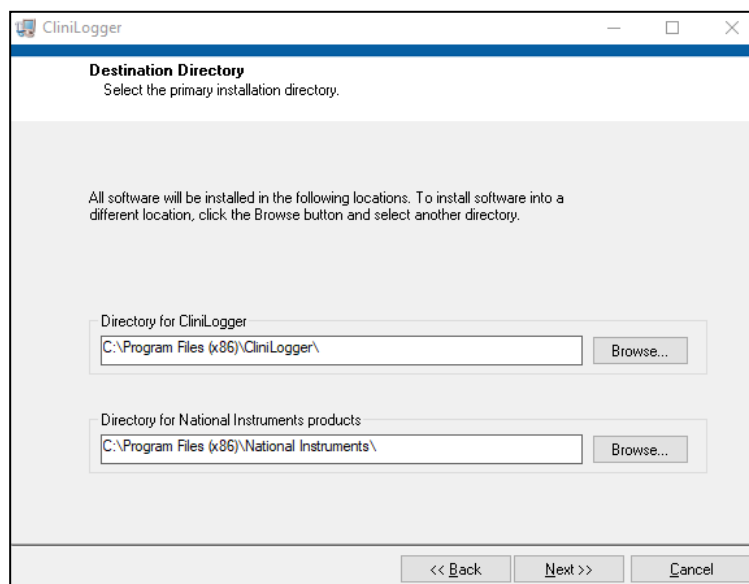 CliniLogger
Destination Directory
Select the primary installation directory.
All software will be installed in the following locations. To install software into a
different location, click the Browse button and select another directory.
Directory for CliniLogger
C:\Program Files (x86)\CliniLogger\
Browse...
Directory for National Instruments products
C:\Program Files (x86)\National Instruments\
Browse...
<< Back
Next >>
Cancel